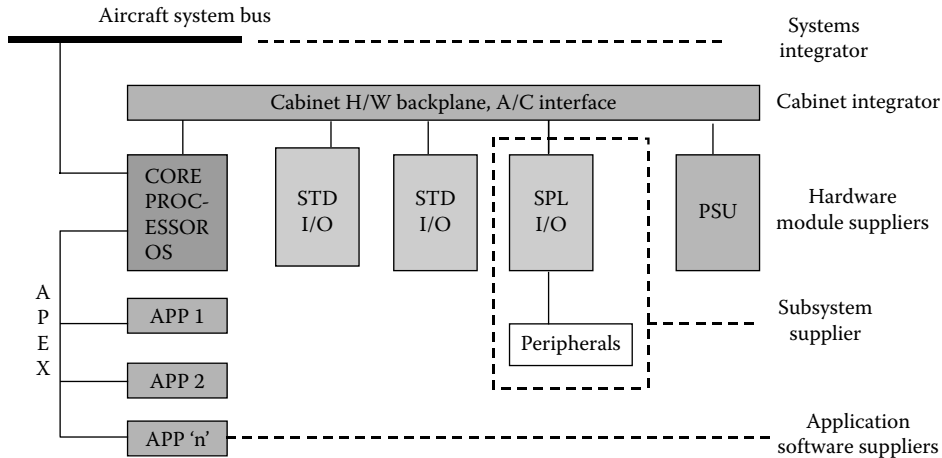 Aircraft system bus
Systems
integrator
Cabinet H/W backplane, A/C interface
Cabinet integrator
CORE
PROC-
ESSOR
OS
STD
I/O
STD
I/O
SPL
I/O
PSU
Hardware
module suppliers
A
P
E
X
APP 1
Peripherals
Subsystem
supplier
APP 2
APP ‘n’
Application
software suppliers